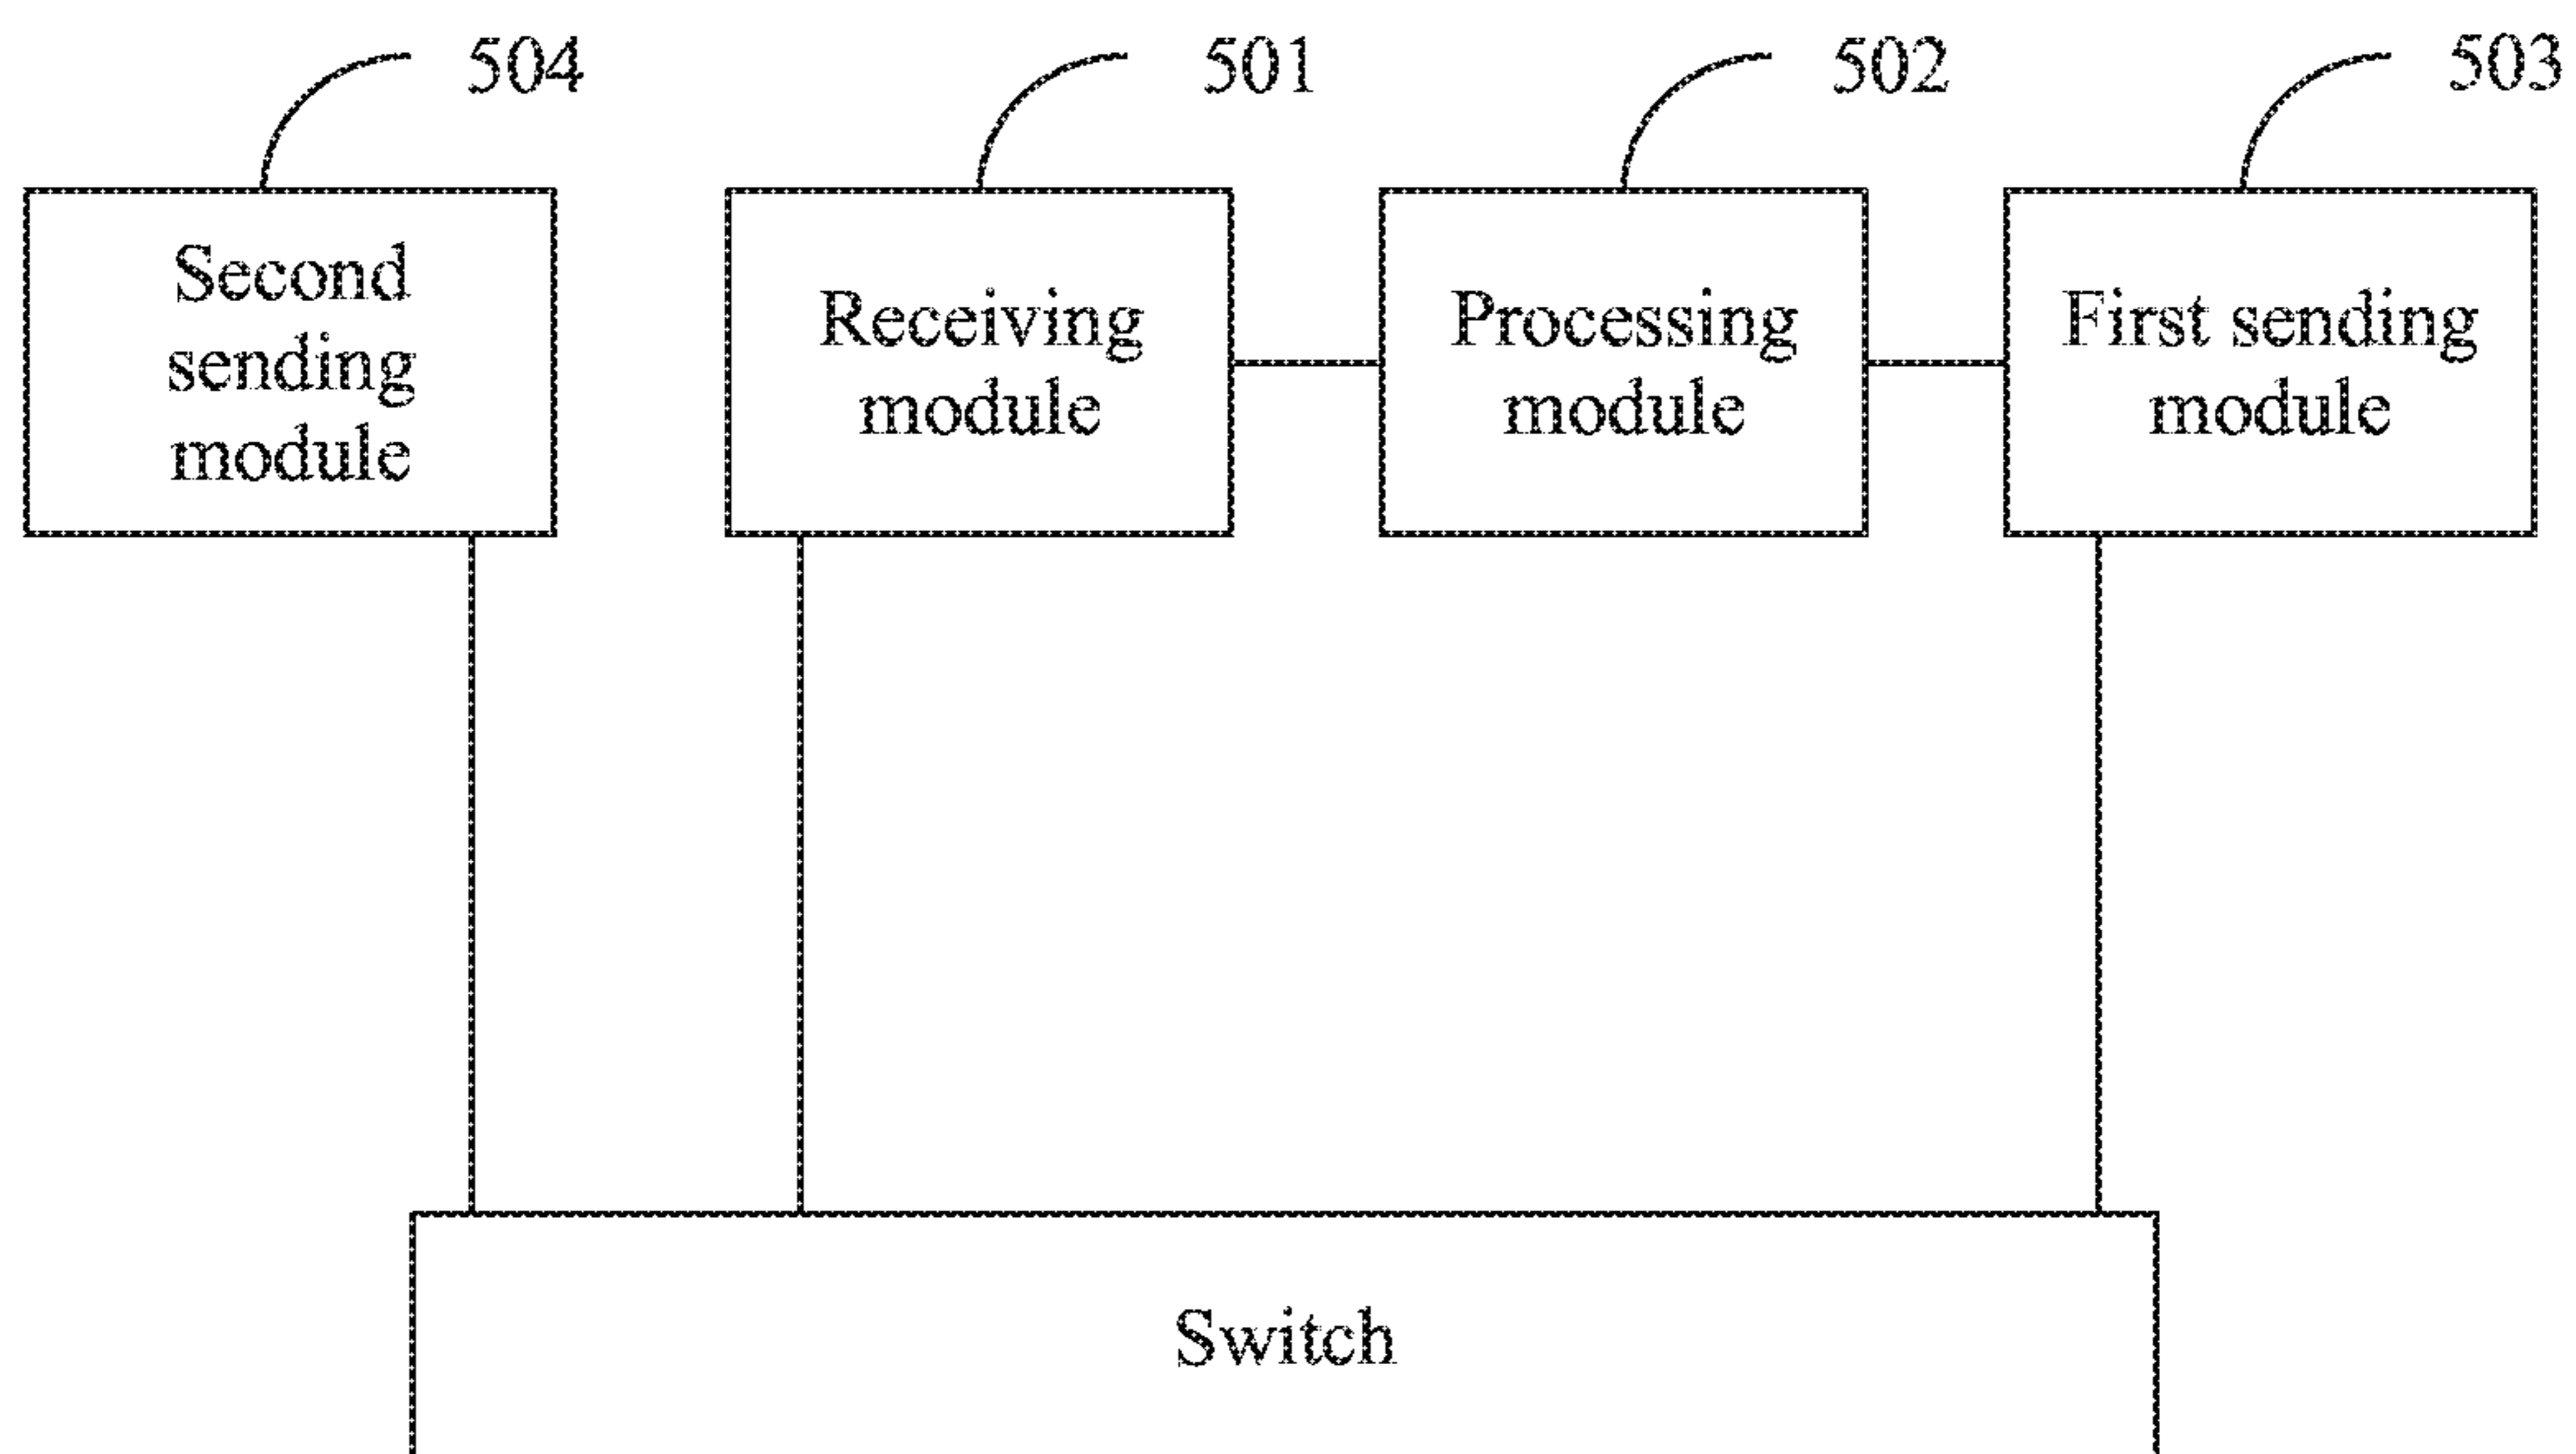 504
501
502
503
Second
sending
module
Receiving
module
Processing
module
First sending
module
Switch